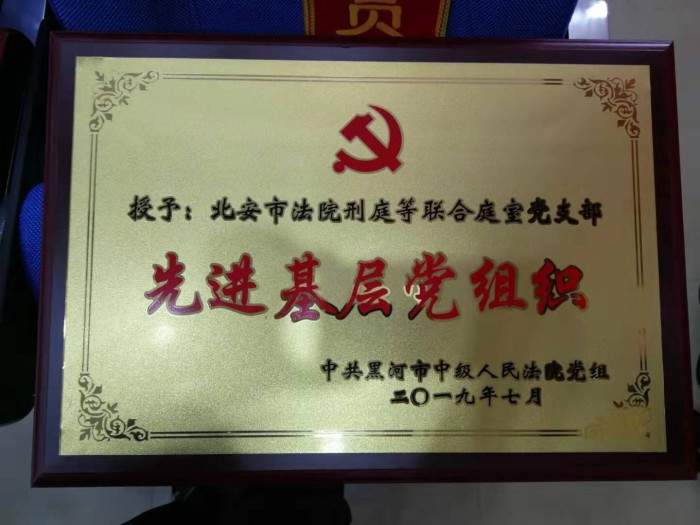 员
授予：北安市法院刑庭等联合庭室党支部
先进基层党组织
中共黑河市中级人民法院党组
二〇一九年七月